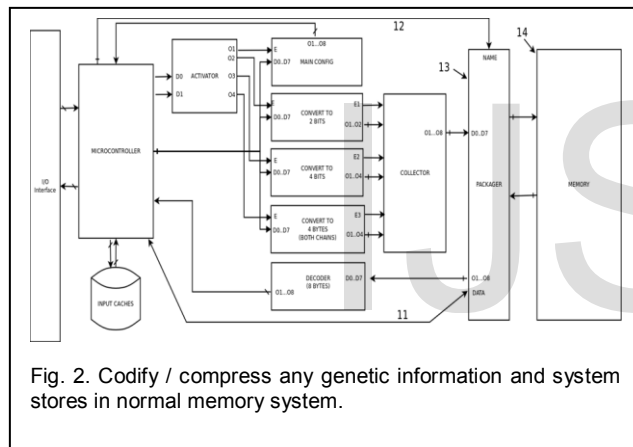 12
14
13
O1...O8
MAIN CONFIG
E
D0..D7
NAME
O1
O2
O3
O4
ACTIVATOR
D0
D1
MICROCONTROLLER
I/O
Interface
E
D0..D7
CONVERT TO
2 BITS
E1
O1...O2
E
D0..D7
CONVERT TO
4 BITS
E2
O1...O4
E
D0..D7
CONVERT TO
4 BYTES
(BOTH CHAINS)
E3
O1...O4
COLLECTOR
O1...O8
D0..D7
PACKAGER
MEMORY
DECODER
(8 BYTES)
D0..D7
O1...O8
O1...O8
DATA
INPUT CACHES
11
IJS
Fig. 2. Codify / compress any genetic information and system
stores in normal memory system.